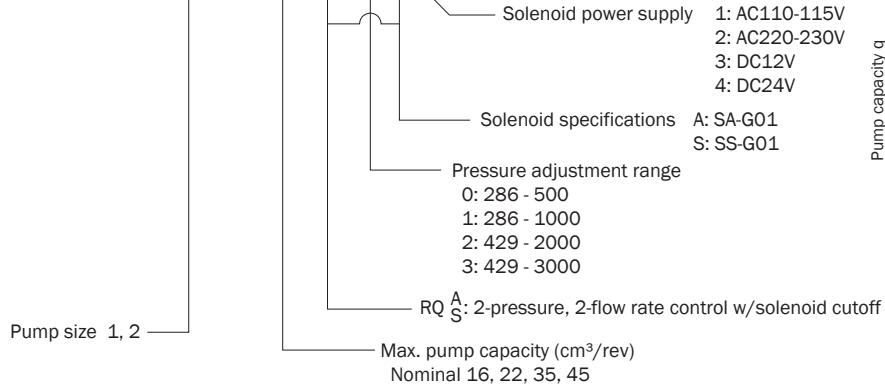 Solenoid power supply 1: AC110-115V
2: AC220-230V
3: DC12V
4: DC24V
Pump capacity q
Solenoid specifications A: SA-G01
S: SS-G01
Pressure adjustment range
0: 286 - 500
1: 286 - 1000
2: 429 - 2000
3: 429 - 3000
RQ A
S: 2-pressure, 2-flow rate control w/solenoid cutoff
Pump size 1, 2
Max. pump capacity (cm³/rev)
Nominal 16, 22, 35, 45